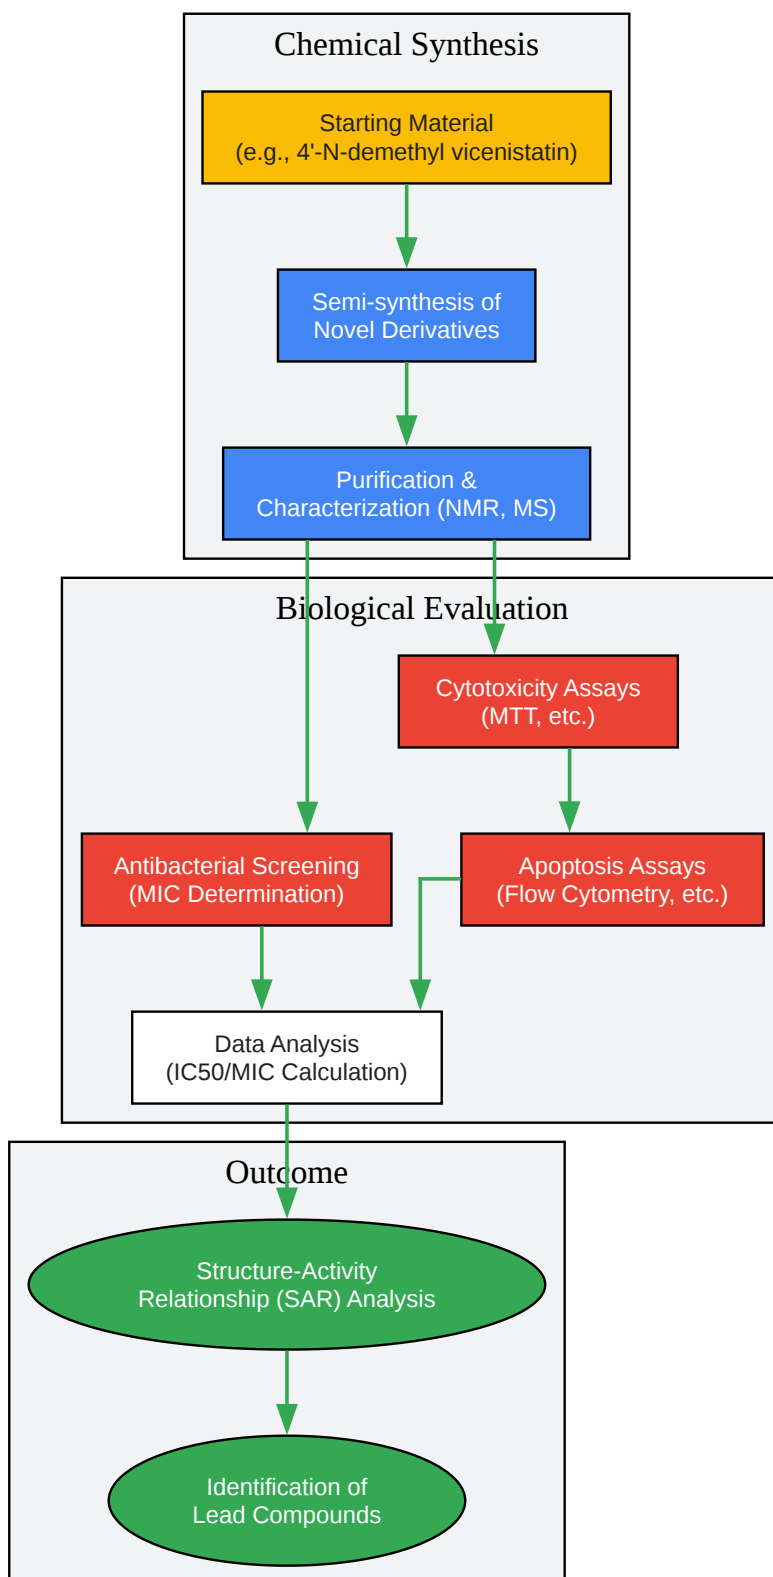 Chemical Synthesis
Starting Material
(e.g., 4'-N-demethyl vicenistatin)
Semi-synthesis of
Novel Derivatives
Purification &
Characterization (NMR, MS)
Biological Evaluation
Cytotoxicity Assays
(MTT, etc.)
Antibacterial Screening
(MIC Determination)
Apoptosis Assays
(Flow Cytometry, etc.)
Data Analysis
(IC50/MIC Calculation)
Outcome
Structure-Activity
Relationship (SAR) Analysis
Identification of
Lead Compounds